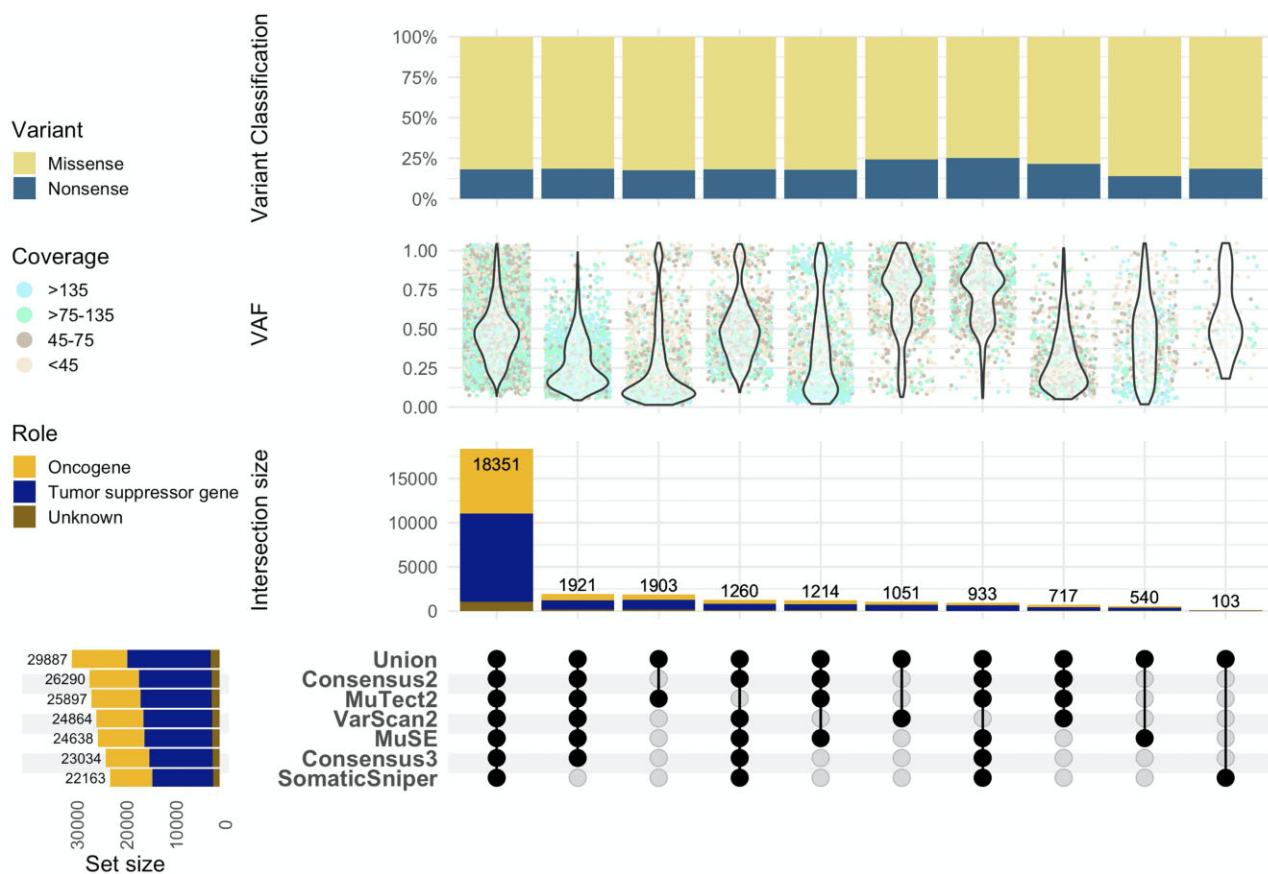 Variant
Missense
Nonsense
Coverage
>135
>75-135
45-75
<45
Role
Oncogene
Tumor suppressor gene
Unknown
Variant Classification
100%
75%
50%
25%
0%
VAF
1.00
0.75
0.50
0.25
0.00
Intersection size
15000
10000
5000
0
18351
1921
1903
1260
1214
1051
933
717
540
103
29887
26290
25897
24864
24638
23034
22163
30000
20000
10000
0
Set size
Union
Consensus2
MuTect2
VarScan2
MuSE
Consensus3
SomaticSniper